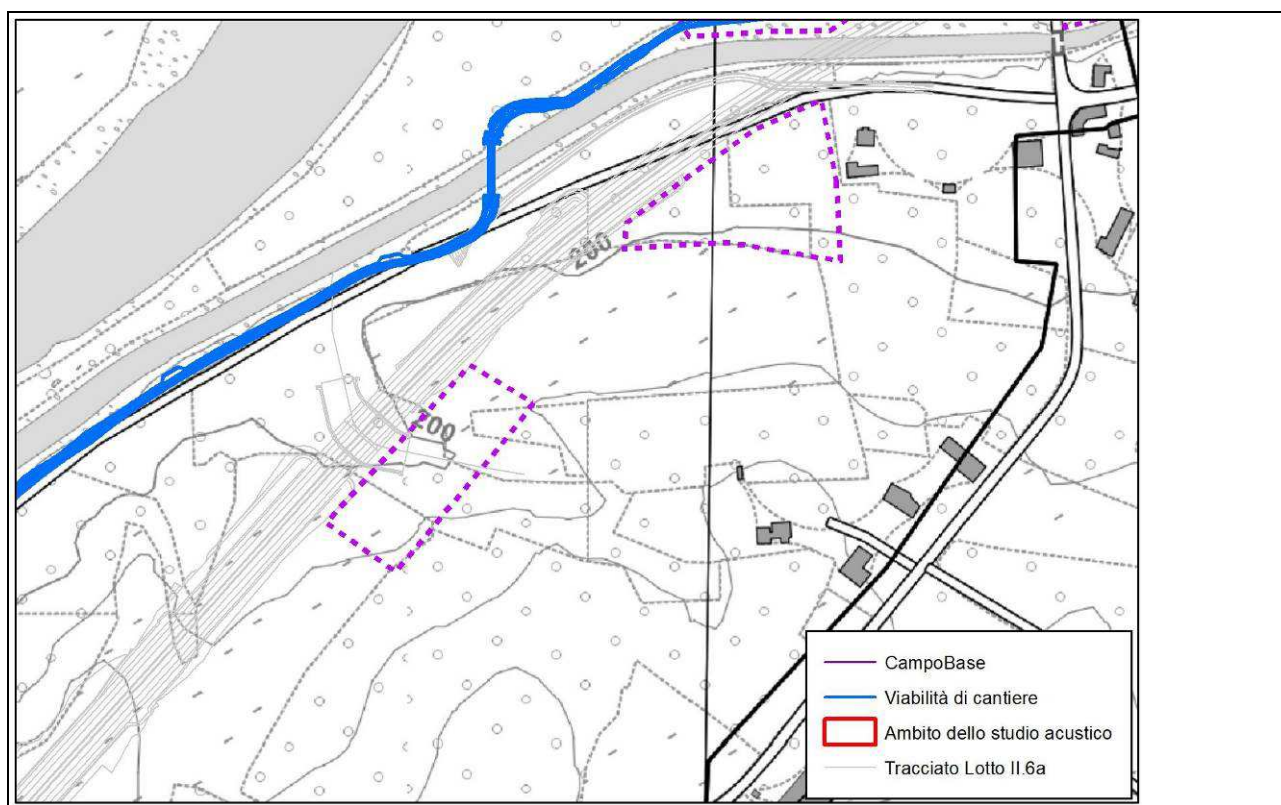 200
200
CampoBase
Viabilità di cantiere
Ambito dello studio acustico
Tracciato Lotto II.6a